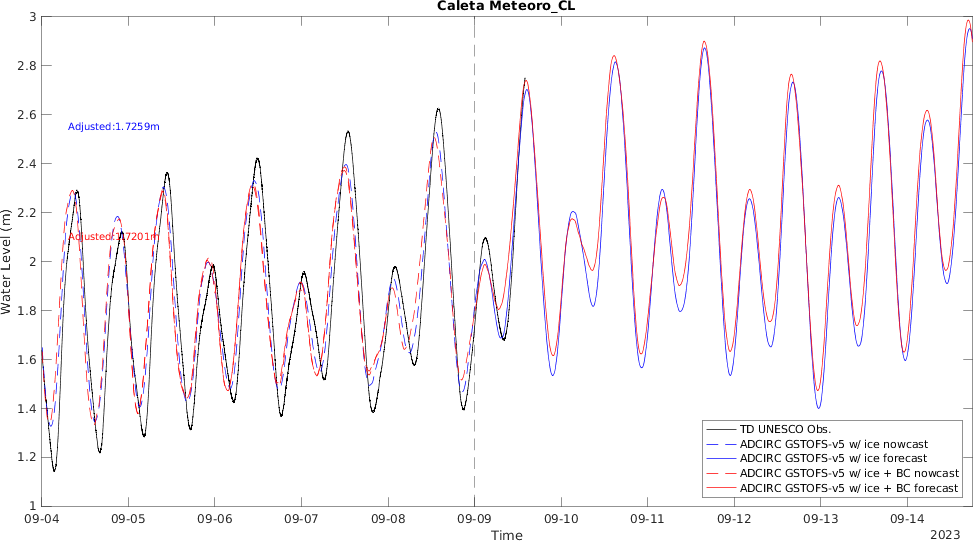 Caleta Meteoro_CL
3
2.8
2.6
2.4
2.2
2
1.8
1.6
1.4
1.2
1
Water Level (m)
Adjusted:1.7259m
Adjusted:1.7201m
TD UNESCO Obs.
ADCIRC GSTOFS-v5 w/ ice nowcast
ADCIRC GSTOFS-v5 w/ ice forecast
ADCIRC GSTOFS-v5 w/ ice + BC nowcast
ADCIRC GSTOFS-v5 w/ ice + BC forecast
09-04 09-05 09-06 09-07 09-08 09-09 09-10 09-11 09-12 09-13 09-14
Time
2023